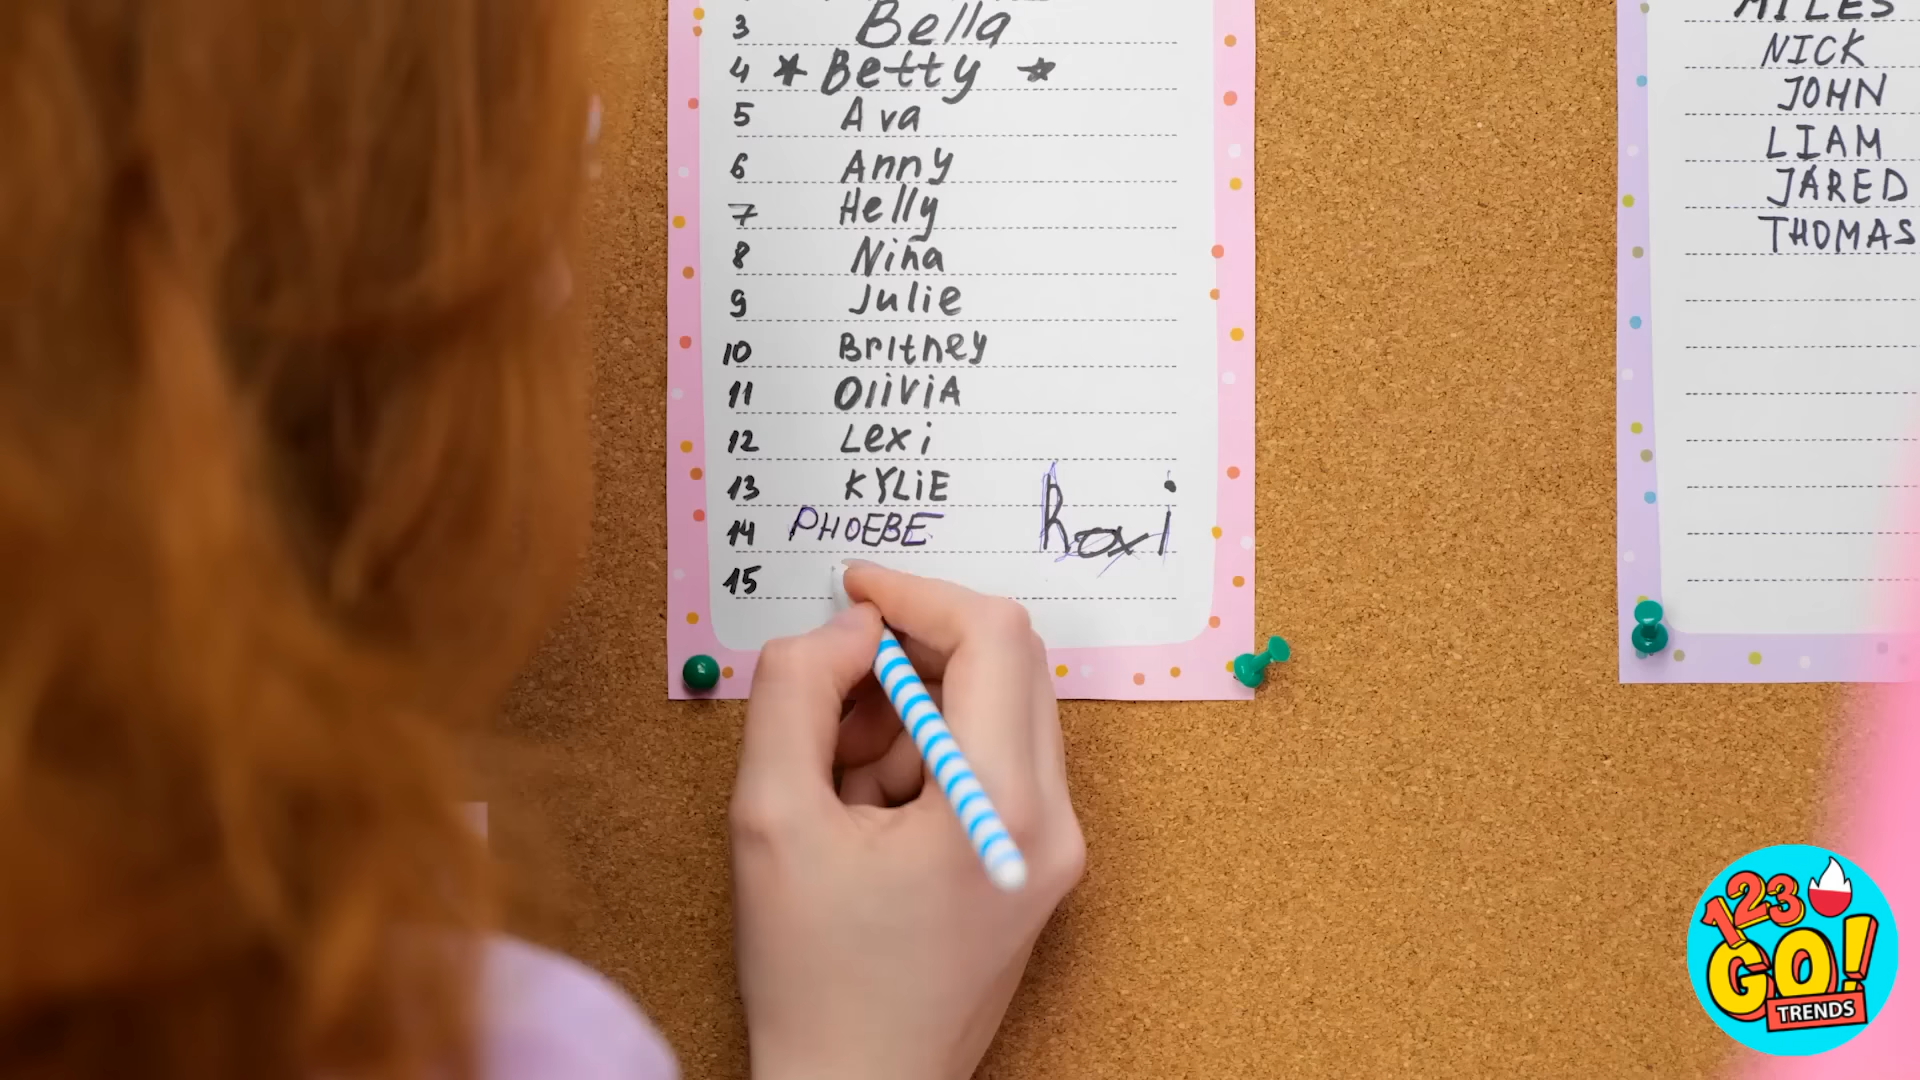 3 Bella
4 * Betty *
5 Ava
6 Anny
7 Helly
8 Nina
9 Julie
10 Britney
11 OliViA
12 Lexi
13 KYLiE
14 PHOEBE Roxi
15
MILES
NICK
JOHN
LIAM
JARED
THOMAS
123
GO!
TRENDS